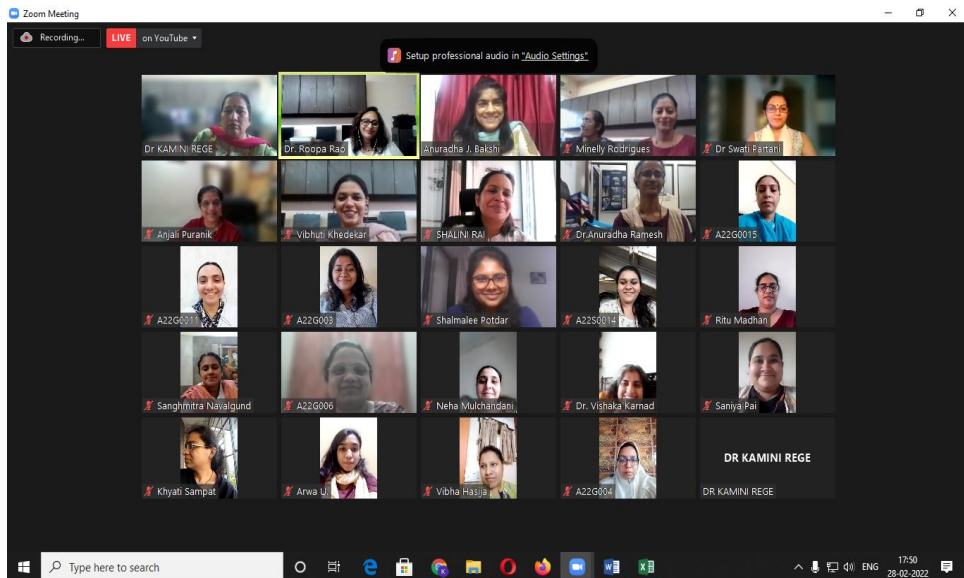 Zoom Meeting
Recording...
LIVE on YouTube
Setup professional audio in "Audio Settings"
Dr KAMINI REGE
Dr. Roopa Rao
Anuradha J. Bakshi
Minelly Rodrigues
Dr Swati Partani
Anjali Puranik
Vibhuti Khedekar
SHALINI RAI
Dr.Anuradha Ramesh
A22G0015
A22G0011
A22G003
Shalmalee Potdar
A22S0014
Ritu Madhan
Sanghmitra Navalgund
A22G006
Neha Mulchandani
Dr. Vishaka Karnad
Saniya Pai
Khyati Sampat
Arwa U.
Vibha Hasija
A22G004
DR KAMINI REGE
DR KAMINI REGE
Type here to search
ENG
17:50
28-02-2022